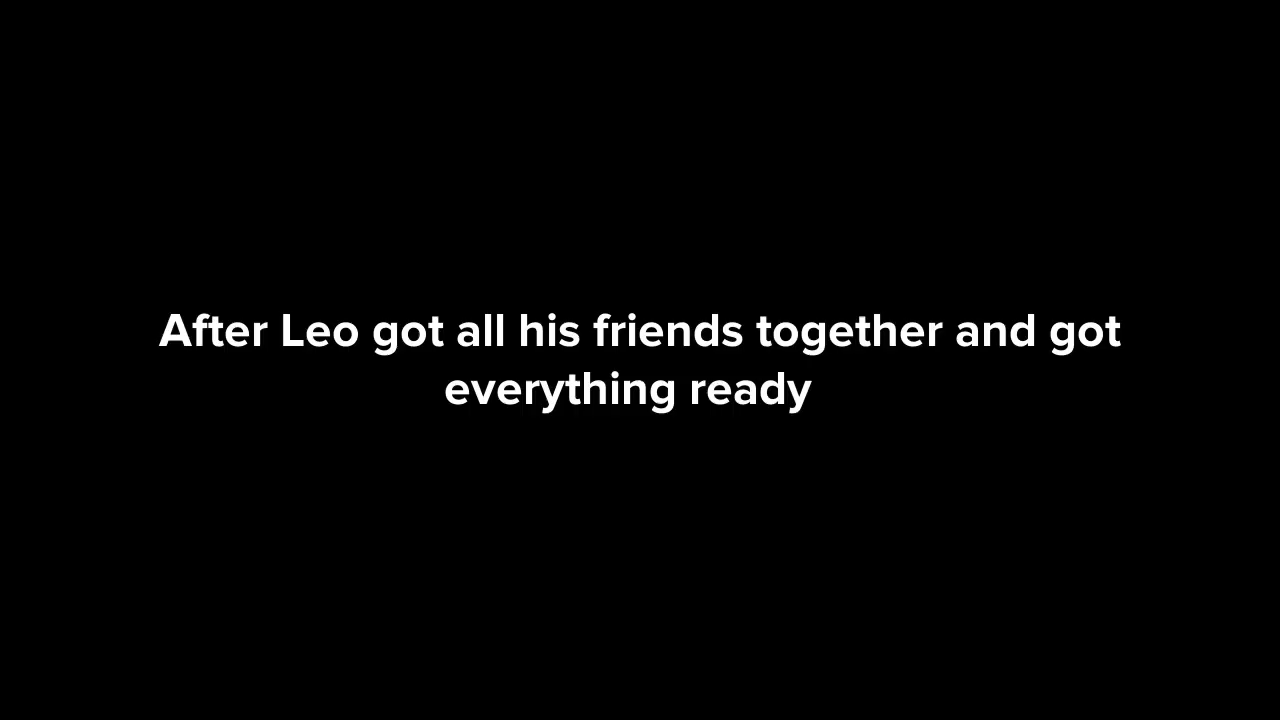 After Leo got all his friends together and got
everything ready